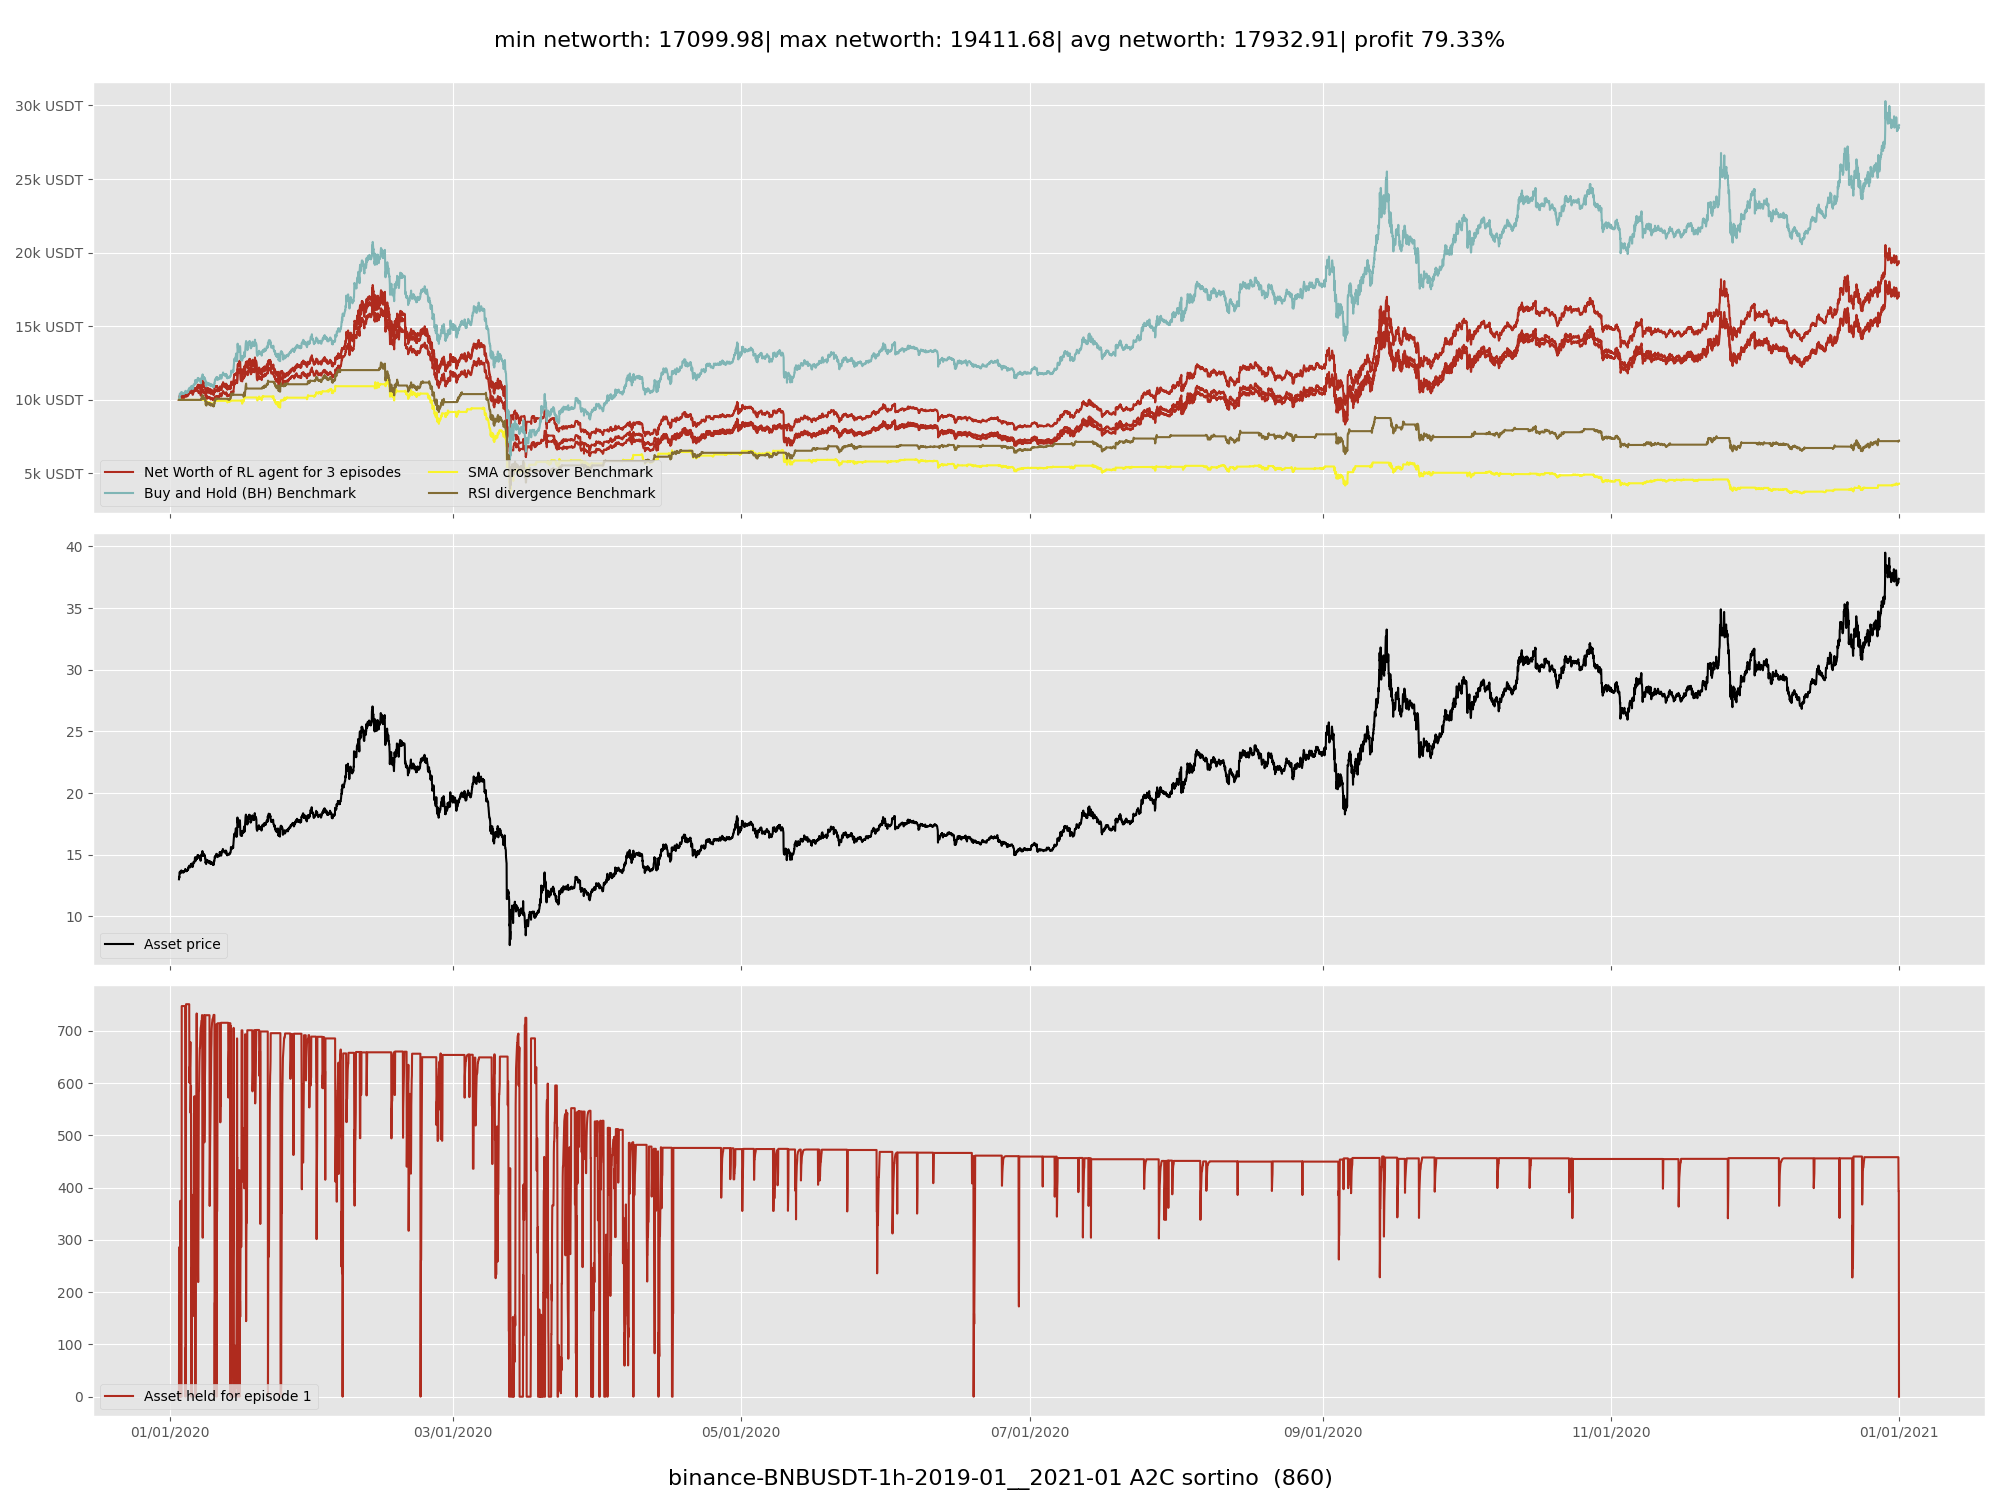 min networth: 17099.98| max networth: 19411.68| avg networth: 17932.91| profit 79.33%
30k USDT
25k USDT
20k USDT
15k USDT
10k USDT
5k USDT
Net Worth of RL agent for 3 episodes
Buy and Hold (BH) Benchmark
SMA crossover Benchmark
RSI divergence Benchmark
40
35
30
25
20
15
10
Asset price
700
600
500
400
300
200
100
0
Asset held for episode 1
01/01/2020
03/01/2020
05/01/2020
07/01/2020
09/01/2020
11/01/2020
01/01/2021
binance-BNBUSDT-1h-2019-01__2021-01 A2C sortino  (860)